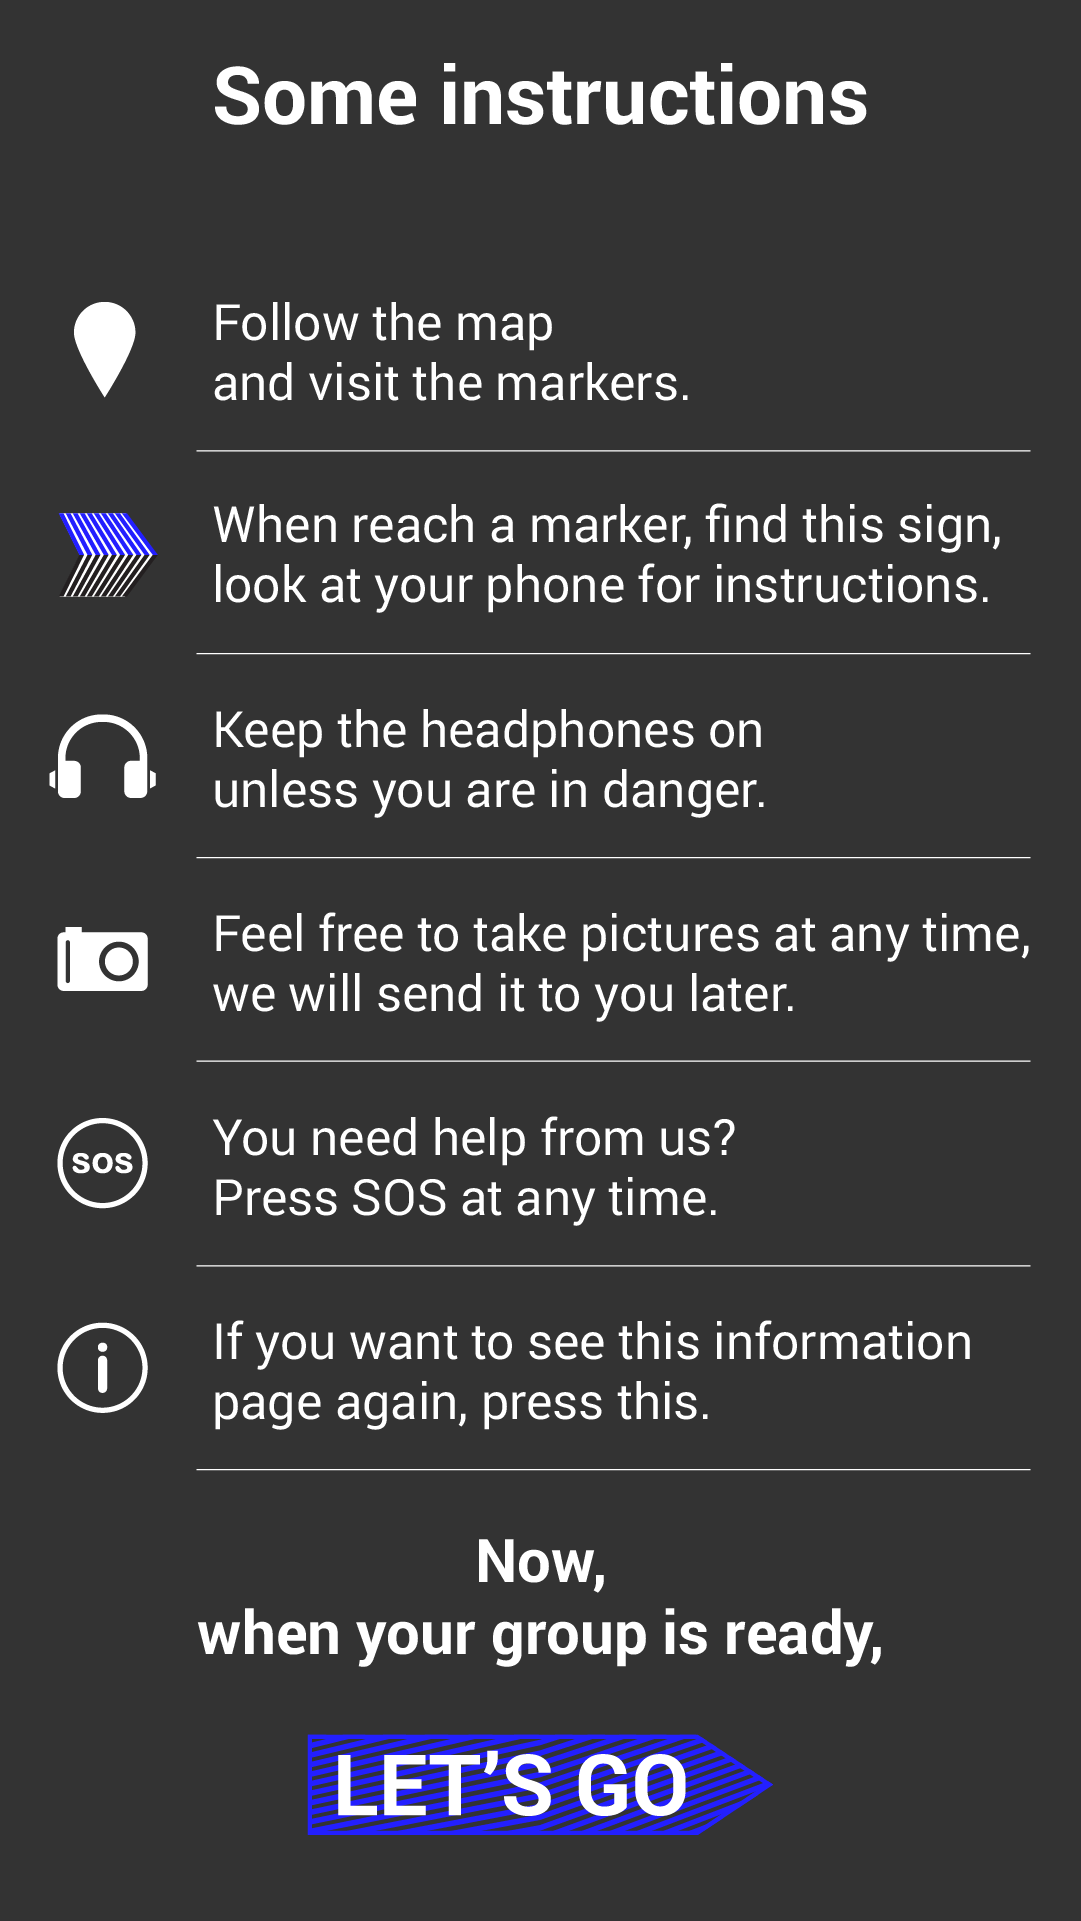 Some instructions
Follow the map
and visit the markers.
When reach a marker, find this sign,
look at your phone for instructions.
Keep the headphones on
unless you are in danger.
Feel free to take pictures at any time,
we will send it to you later.
sos
You need help from us?
Press SOS at any time.
i
If you want to see this information
page again, press this.
Now,
when your group is ready,
LET’S GO